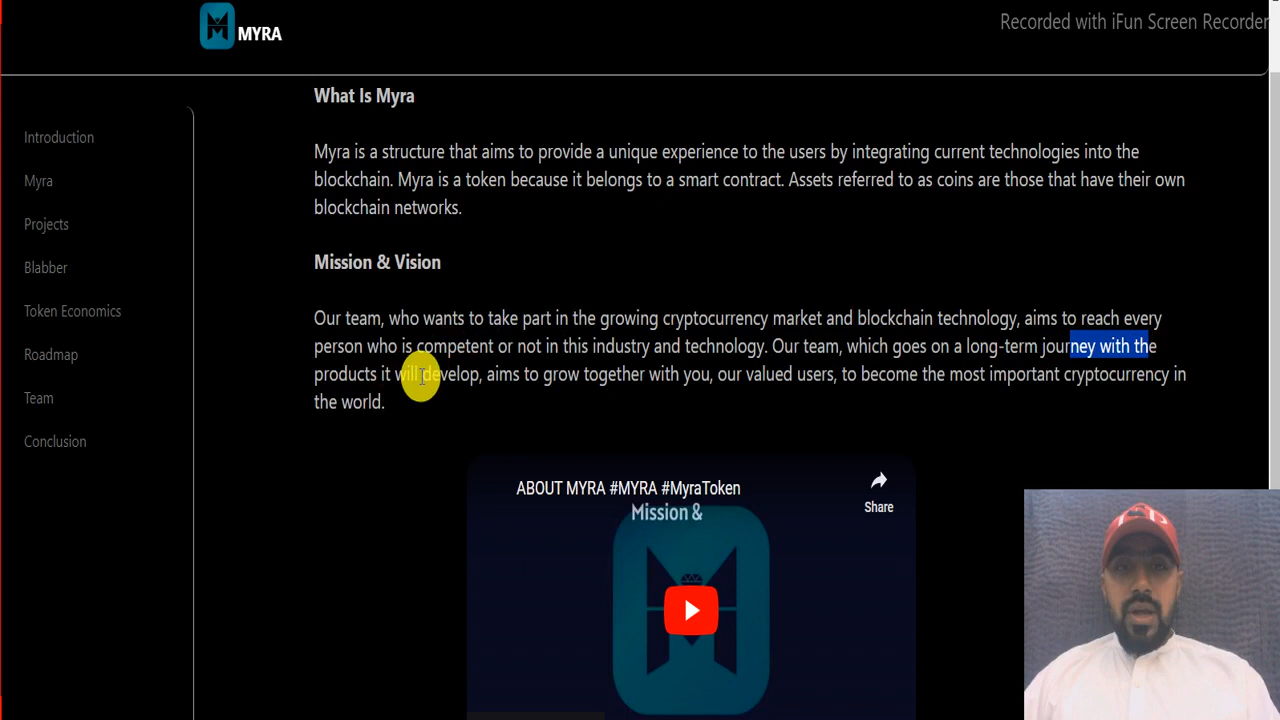 MYRA
Recorded with iFun Screen Recorder
Introduction
Myra
Projects
Blabber
Token Economics
Roadmap
Team
Conclusion
What Is Myra
Myra is a structure that aims to provide a unique experience to the users by integrating current technologies into the
blockchain. Myra is a token because it belongs to a smart contract. Assets referred to as coins are those that have their own
blockchain networks.
Mission & Vision
Our team, who wants to take part in the growing cryptocurrency market and blockchain technology, aims to reach every
person who is competent or not in this industry and technology. Our team, which goes on a long-term journey with the
products it will develop, aims to grow together with you, our valued users, to become the most important cryptocurrency in
the world.
ABOUT MYRA #MYRA #MyraToken
Share
Mission &